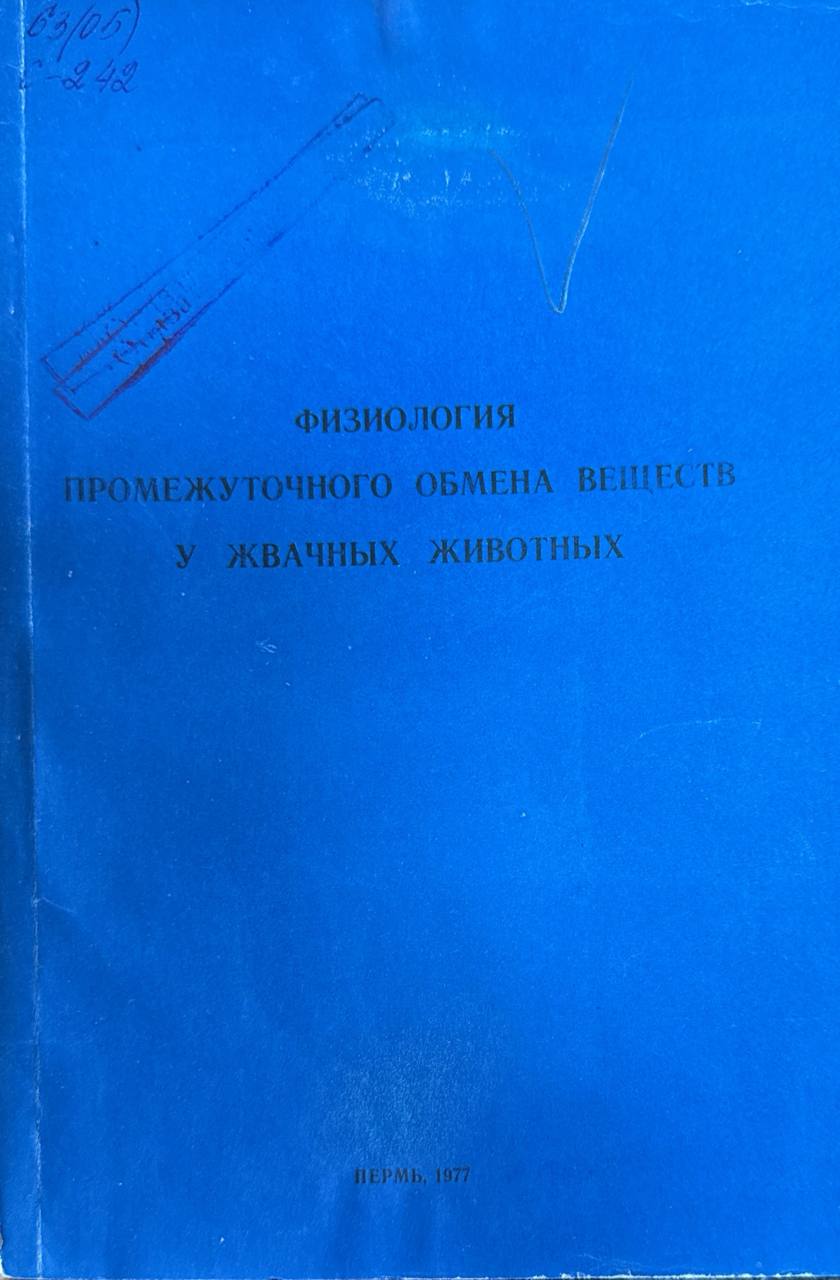 63(05)
С-242
ФИЗИОЛОГИЯ
ПРОМЕЖУТОЧНОГО ОБМЕНА ВЕЩЕСТВ
У ЖВАЧНЫХ ЖИВОТНЫХ
ПЕРМЬ, 1977